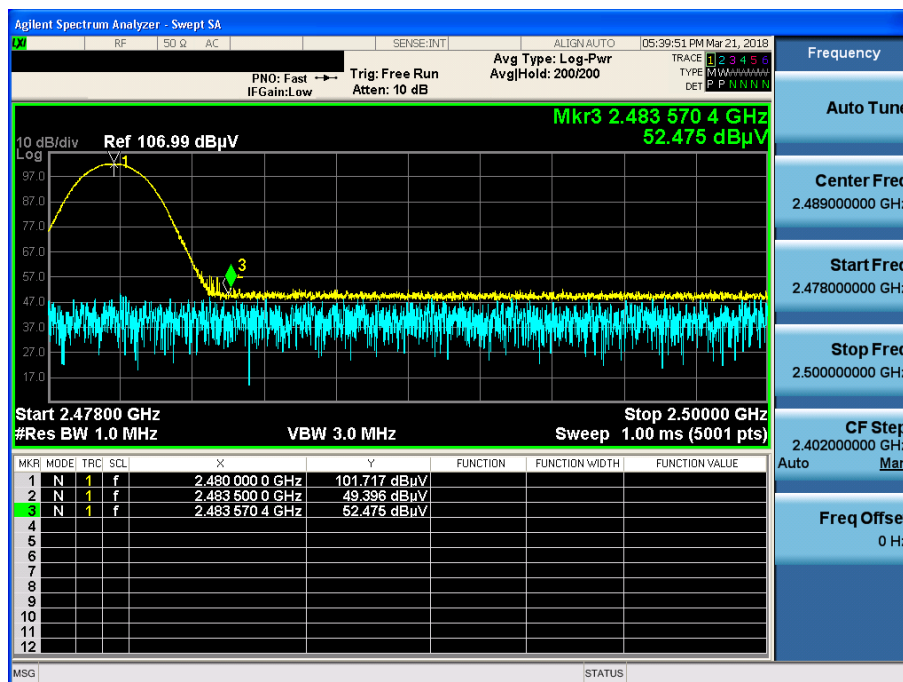 Agilent Spectrum Analyzer - Swept SA
LXI RF 50 Ω AC SENSE:INT ALIGN AUTO 05:39:51 PM Mar 21, 2018
PNO: Fast
IFGain:Low
Trig: Free Run
Atten: 10 dB
Avg Type: Log-Pwr
Avg|Hold: 200/200
TRACE 1 2 3 4 5 6
TYPE MWWWWW
DET P P N N N N
Mkr3 2.483 570 4 GHz
52.475 dBµV
10 dB/div Ref 106.99 dBµV
Log
97.0
87.0
77.0
67.0
57.0
47.0
37.0
27.0
17.0
1
3
2
Start 2.47800 GHz Stop 2.50000 GHz
#Res BW 1.0 MHz VBW 3.0 MHz Sweep 1.00 ms (5001 pts)
MKR MODE TRC SCL X Y FUNCTION FUNCTION WIDTH FUNCTION VALUE
1 N 1 f 2.480 000 0 GHz 101.717 dBµV
2 N 1 f 2.483 500 0 GHz 49.396 dBµV
3 N 1 f 2.483 570 4 GHz 52.475 dBµV
4
5
6
7
8
9
10
11
12
MSG STATUS
Frequency
Auto Tune
Center Freq
2.489000000 GHz
Start Freq
2.478000000 GHz
Stop Freq
2.500000000 GHz
CF Step
2.402000000 GHz
Auto Man
Freq Offset
0 Hz